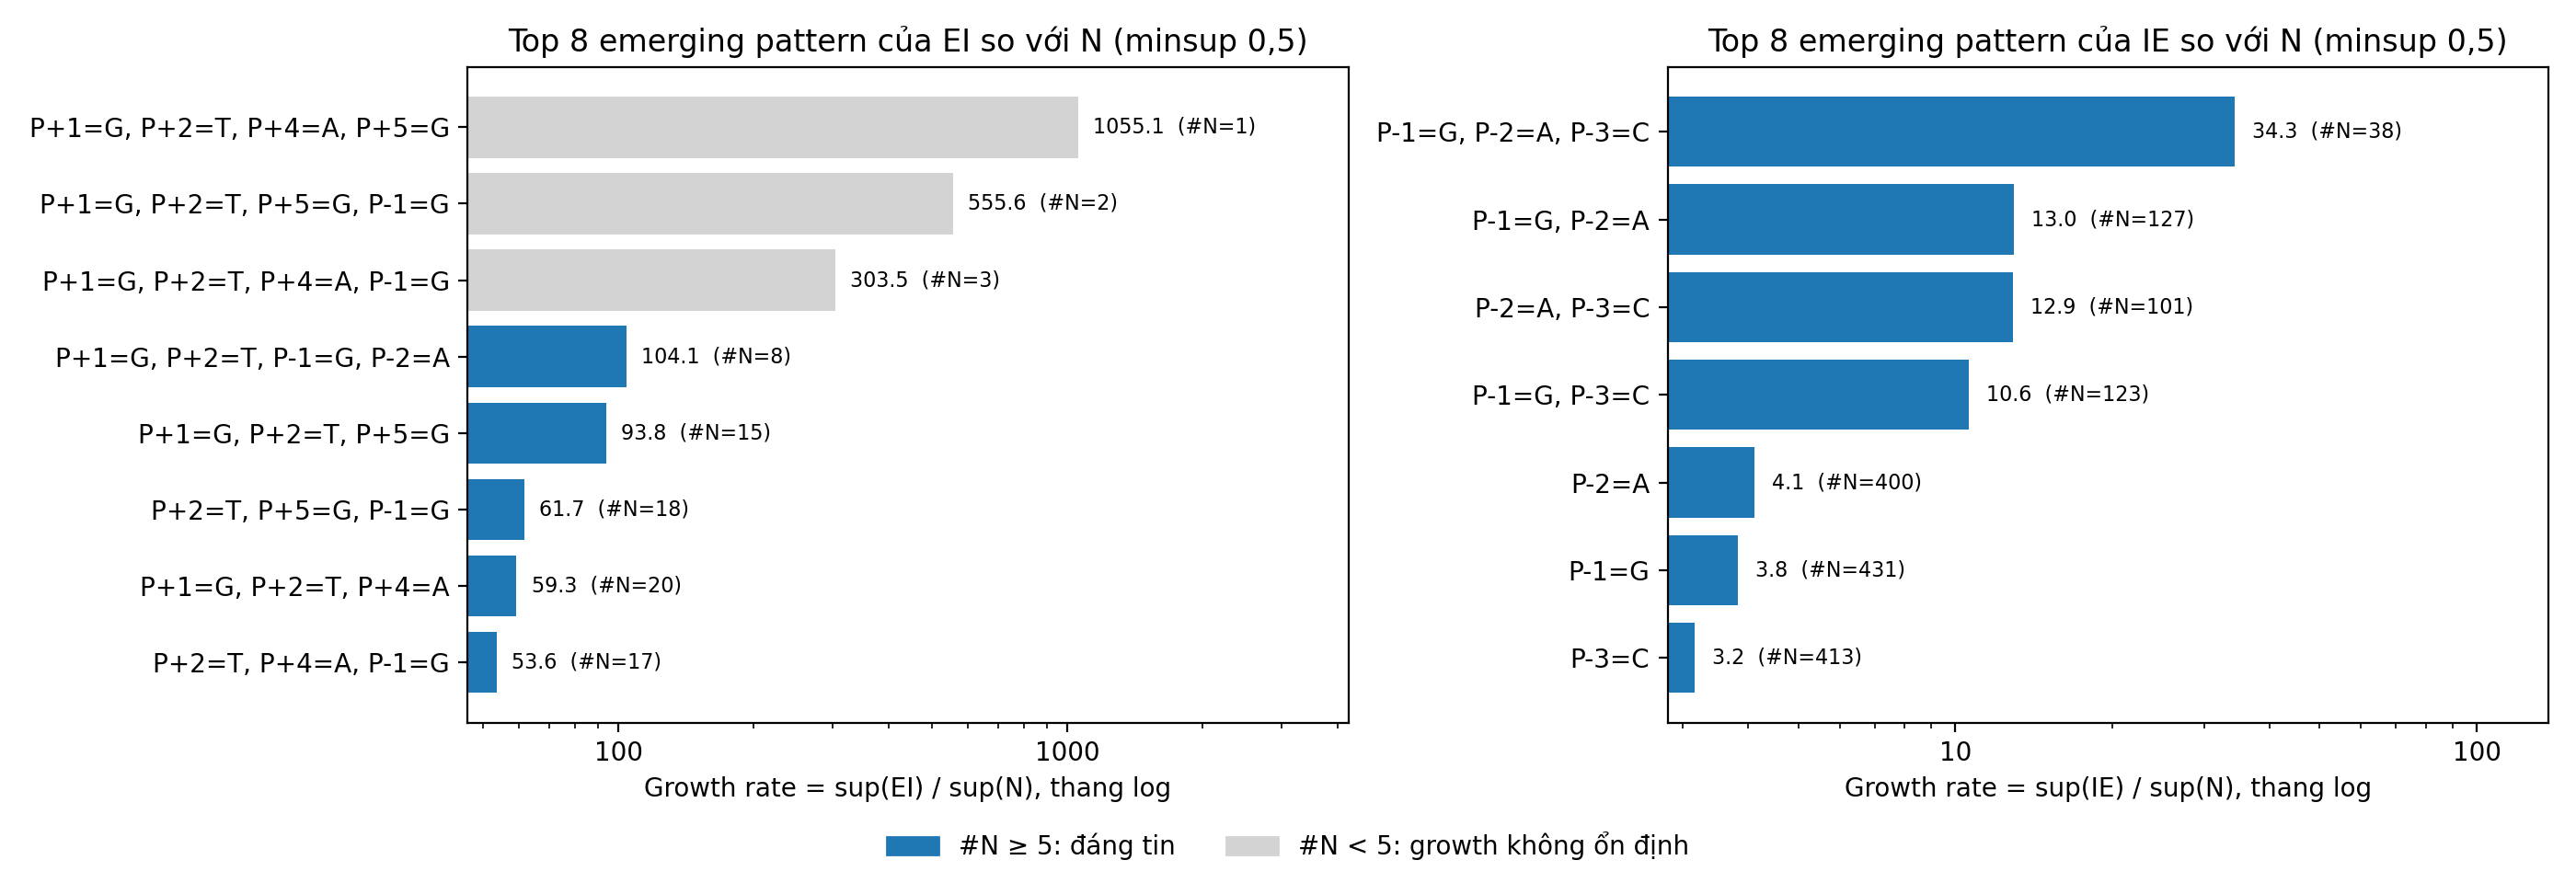 Top 8 emerging pattern của EI so với N (minsup 0,5)
P+1=G, P+2=T, P+4=A, P+5=G
1055.1 (#N=1)
P+1=G, P+2=T, P+5=G, P-1=G
555.6 (#N=2)
P+1=G, P+2=T, P+4=A, P-1=G
303.5 (#N=3)
P+1=G, P+2=T, P-1=G, P-2=A
104.1 (#N=8)
P+1=G, P+2=T, P+5=G
93.8 (#N=15)
P+2=T, P+5=G, P-1=G
61.7 (#N=18)
P+1=G, P+2=T, P+4=A
59.3 (#N=20)
P+2=T, P+4=A, P-1=G
53.6 (#N=17)
100 1000
Growth rate = sup(EI) / sup(N), thang log
Top 8 emerging pattern của IE so với N (minsup 0,5)
P-1=G, P-2=A, P-3=C
34.3 (#N=38)
P-1=G, P-2=A
13.0 (#N=127)
P-2=A, P-3=C
12.9 (#N=101)
P-1=G, P-3=C
10.6 (#N=123)
P-2=A
4.1 (#N=400)
P-1=G
3.8 (#N=431)
P-3=C
3.2 (#N=413)
10 100
Growth rate = sup(IE) / sup(N), thang log
#N ≥ 5: đáng tin
#N < 5: growth không ổn định